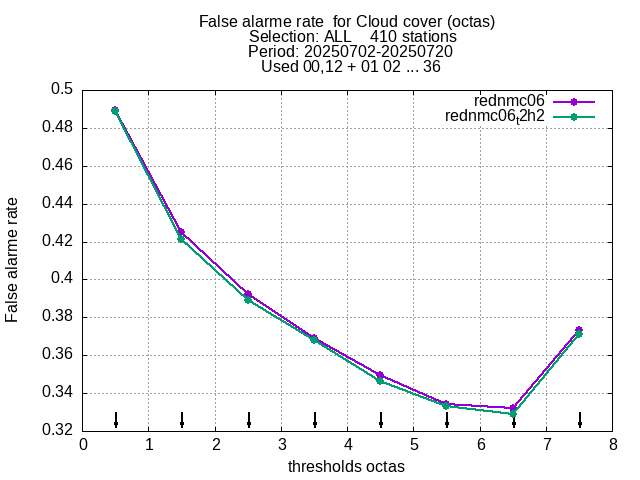 False alarme rate  for Cloud cover (octas)
Selection: ALL    410 stations
Period: 20250702-20250720
Used 00,12 + 01 02 ... 36
rednmc06
rednmc06t2h2
0.5
0.48
0.46
0.44
0.42
0.4
0.38
0.36
0.34
0.32
False alarme rate
0 1 2 3 4 5 6 7 8
thresholds octas